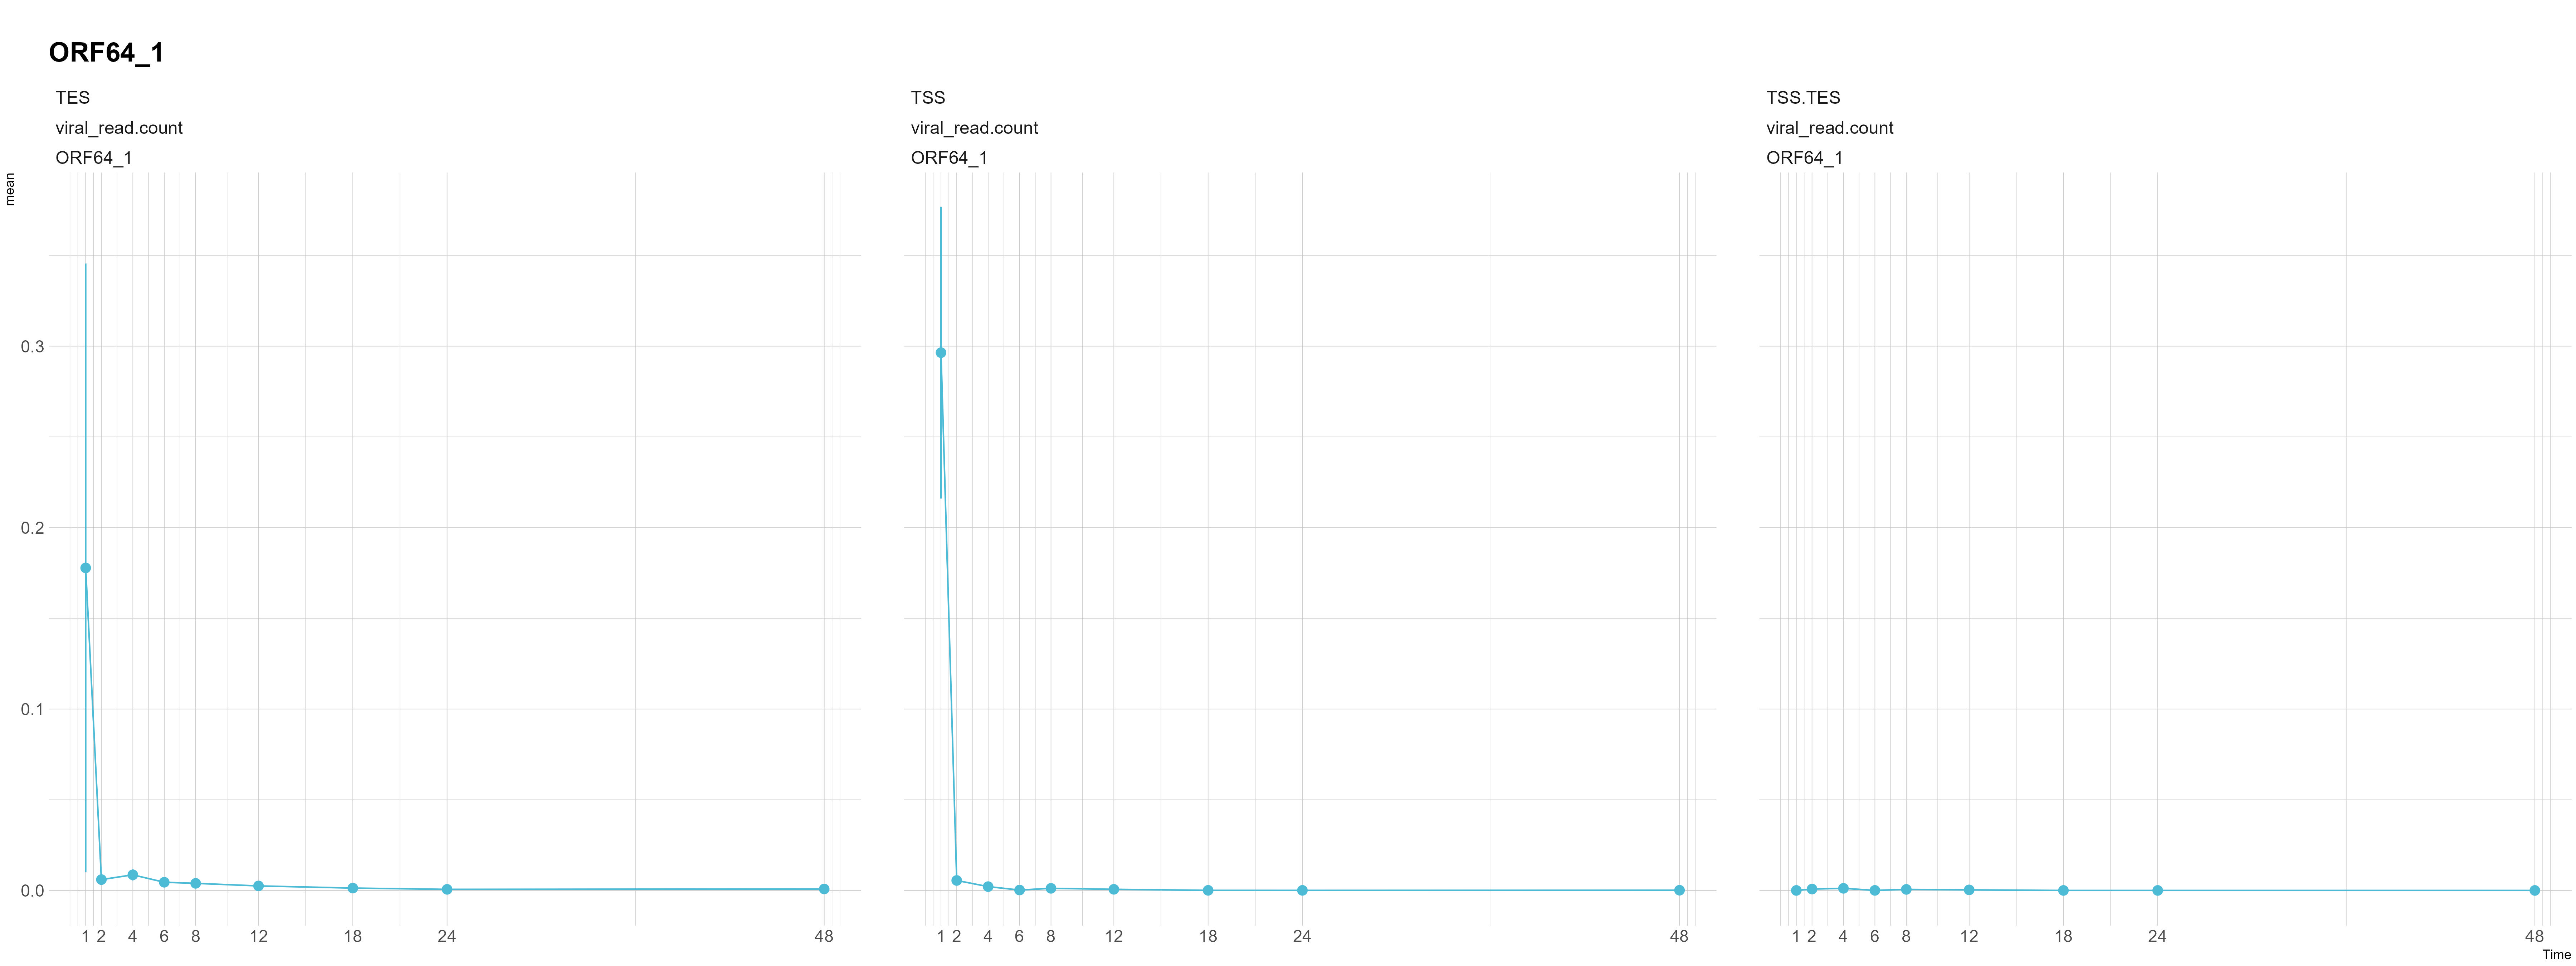 ORF64_1
TES
viral_read.count
ORF64_1
TSS
viral_read.count
ORF64_1
TSS.TES
viral_read.count
ORF64_1
mean
0.3
0.2
0.1
0.0
1 2 4 6 8 12 18 24 48
1 2 4 6 8 12 18 24 48
1 2 4 6 8 12 18 24 48
Time